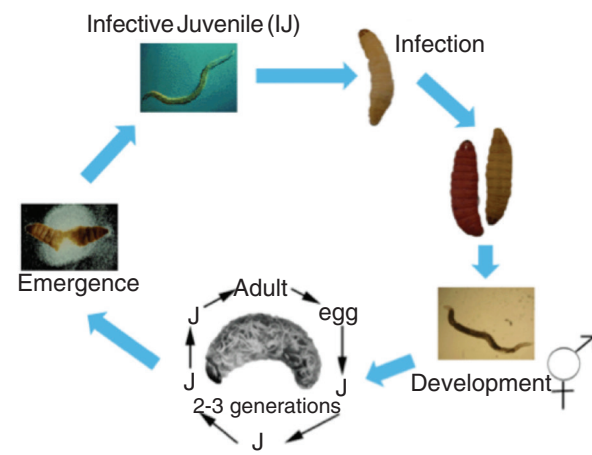 Infective Juvenile (IJ)
Infection
Emergence
Adult
egg
J
J
J
2-3 generations
J
Development